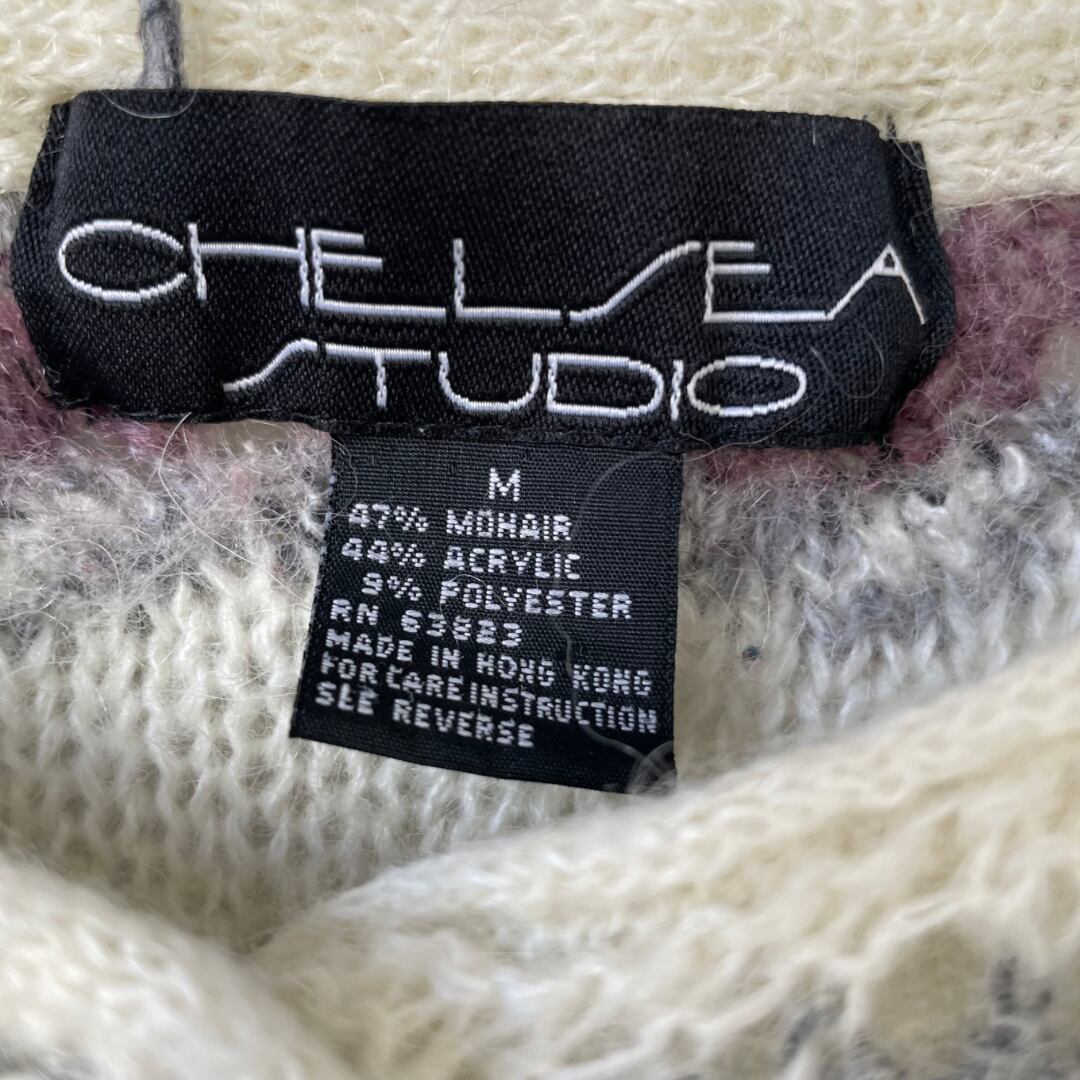 CHELSEA
STUDIO
M
47% MOHAIR
44% ACRYLIC
9% POLYESTER
RN 63823
MADE IN HONG KONG
FOR CARE INSTRUCTION
SEE REVERSE